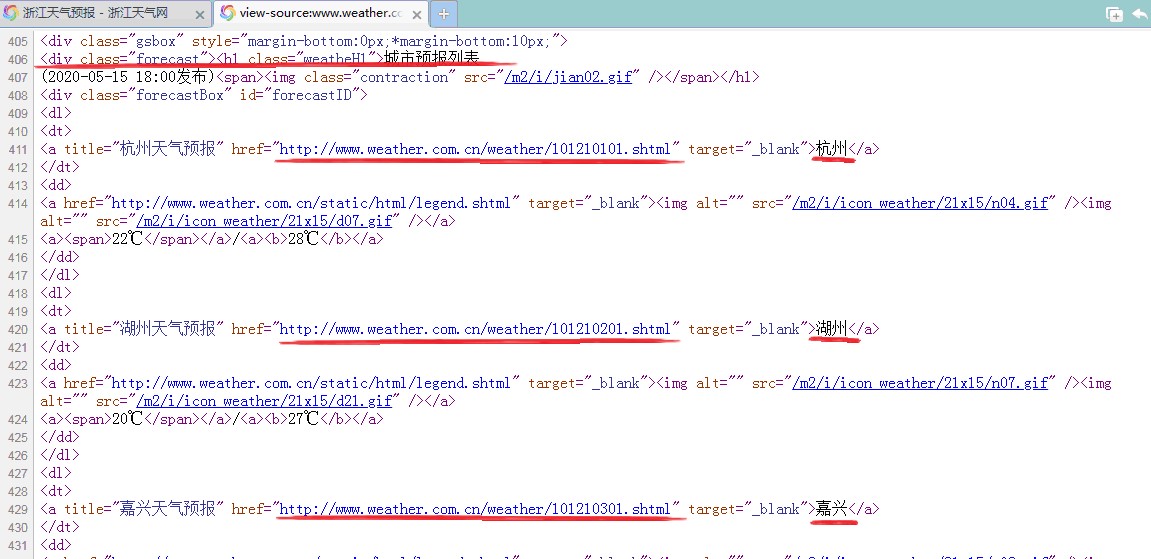 浙江天气预报 - 浙江天气网 × view-source:www.weather.cc ×
405 <div class="gsbox" style="margin-bottom:0px;*margin-bottom:10px;">
406 <div class="forecast"><h1 class="weatheH1">城市预报列表
407 (2020-05-15 18:00发布)<span><img class="contraction" src="/m2/i/jian02.gif" /></span></h1>
408 <div class="forecastBox" id="forecastID">
409 <dl>
410 <dt>
411 <a title="杭州天气预报" href="http://www.weather.com.cn/weather/101210101.shtml" target="_blank">杭州</a>
412 </dt>
413 <dd>
414 <a href="http://www.weather.com.cn/static/html/legend.shtml" target="_blank"><img alt="" src="/m2/i/icon_weather/21x15/n04.gif" /><img
alt="" src="/m2/i/icon_weather/21x15/d07.gif" /></a>
415 <a><span>22℃</span></a>/<a><b>28℃</b></a>
416 </dd>
417 </dl>
418 <dl>
419 <dt>
420 <a title="湖州天气预报" href="http://www.weather.com.cn/weather/101210201.shtml" target="_blank">湖州</a>
421 </dt>
422 <dd>
423 <a href="http://www.weather.com.cn/static/html/legend.shtml" target="_blank"><img alt="" src="/m2/i/icon_weather/21x15/n07.gif" /><img
alt="" src="/m2/i/icon_weather/21x15/d21.gif" /></a>
424 <a><span>20℃</span></a>/<a><b>27℃</b></a>
425 </dd>
426 </dl>
427 <dl>
428 <dt>
429 <a title="嘉兴天气预报" href="http://www.weather.com.cn/weather/101210301.shtml" target="_blank">嘉兴</a>
430 </dt>
431 <dd>